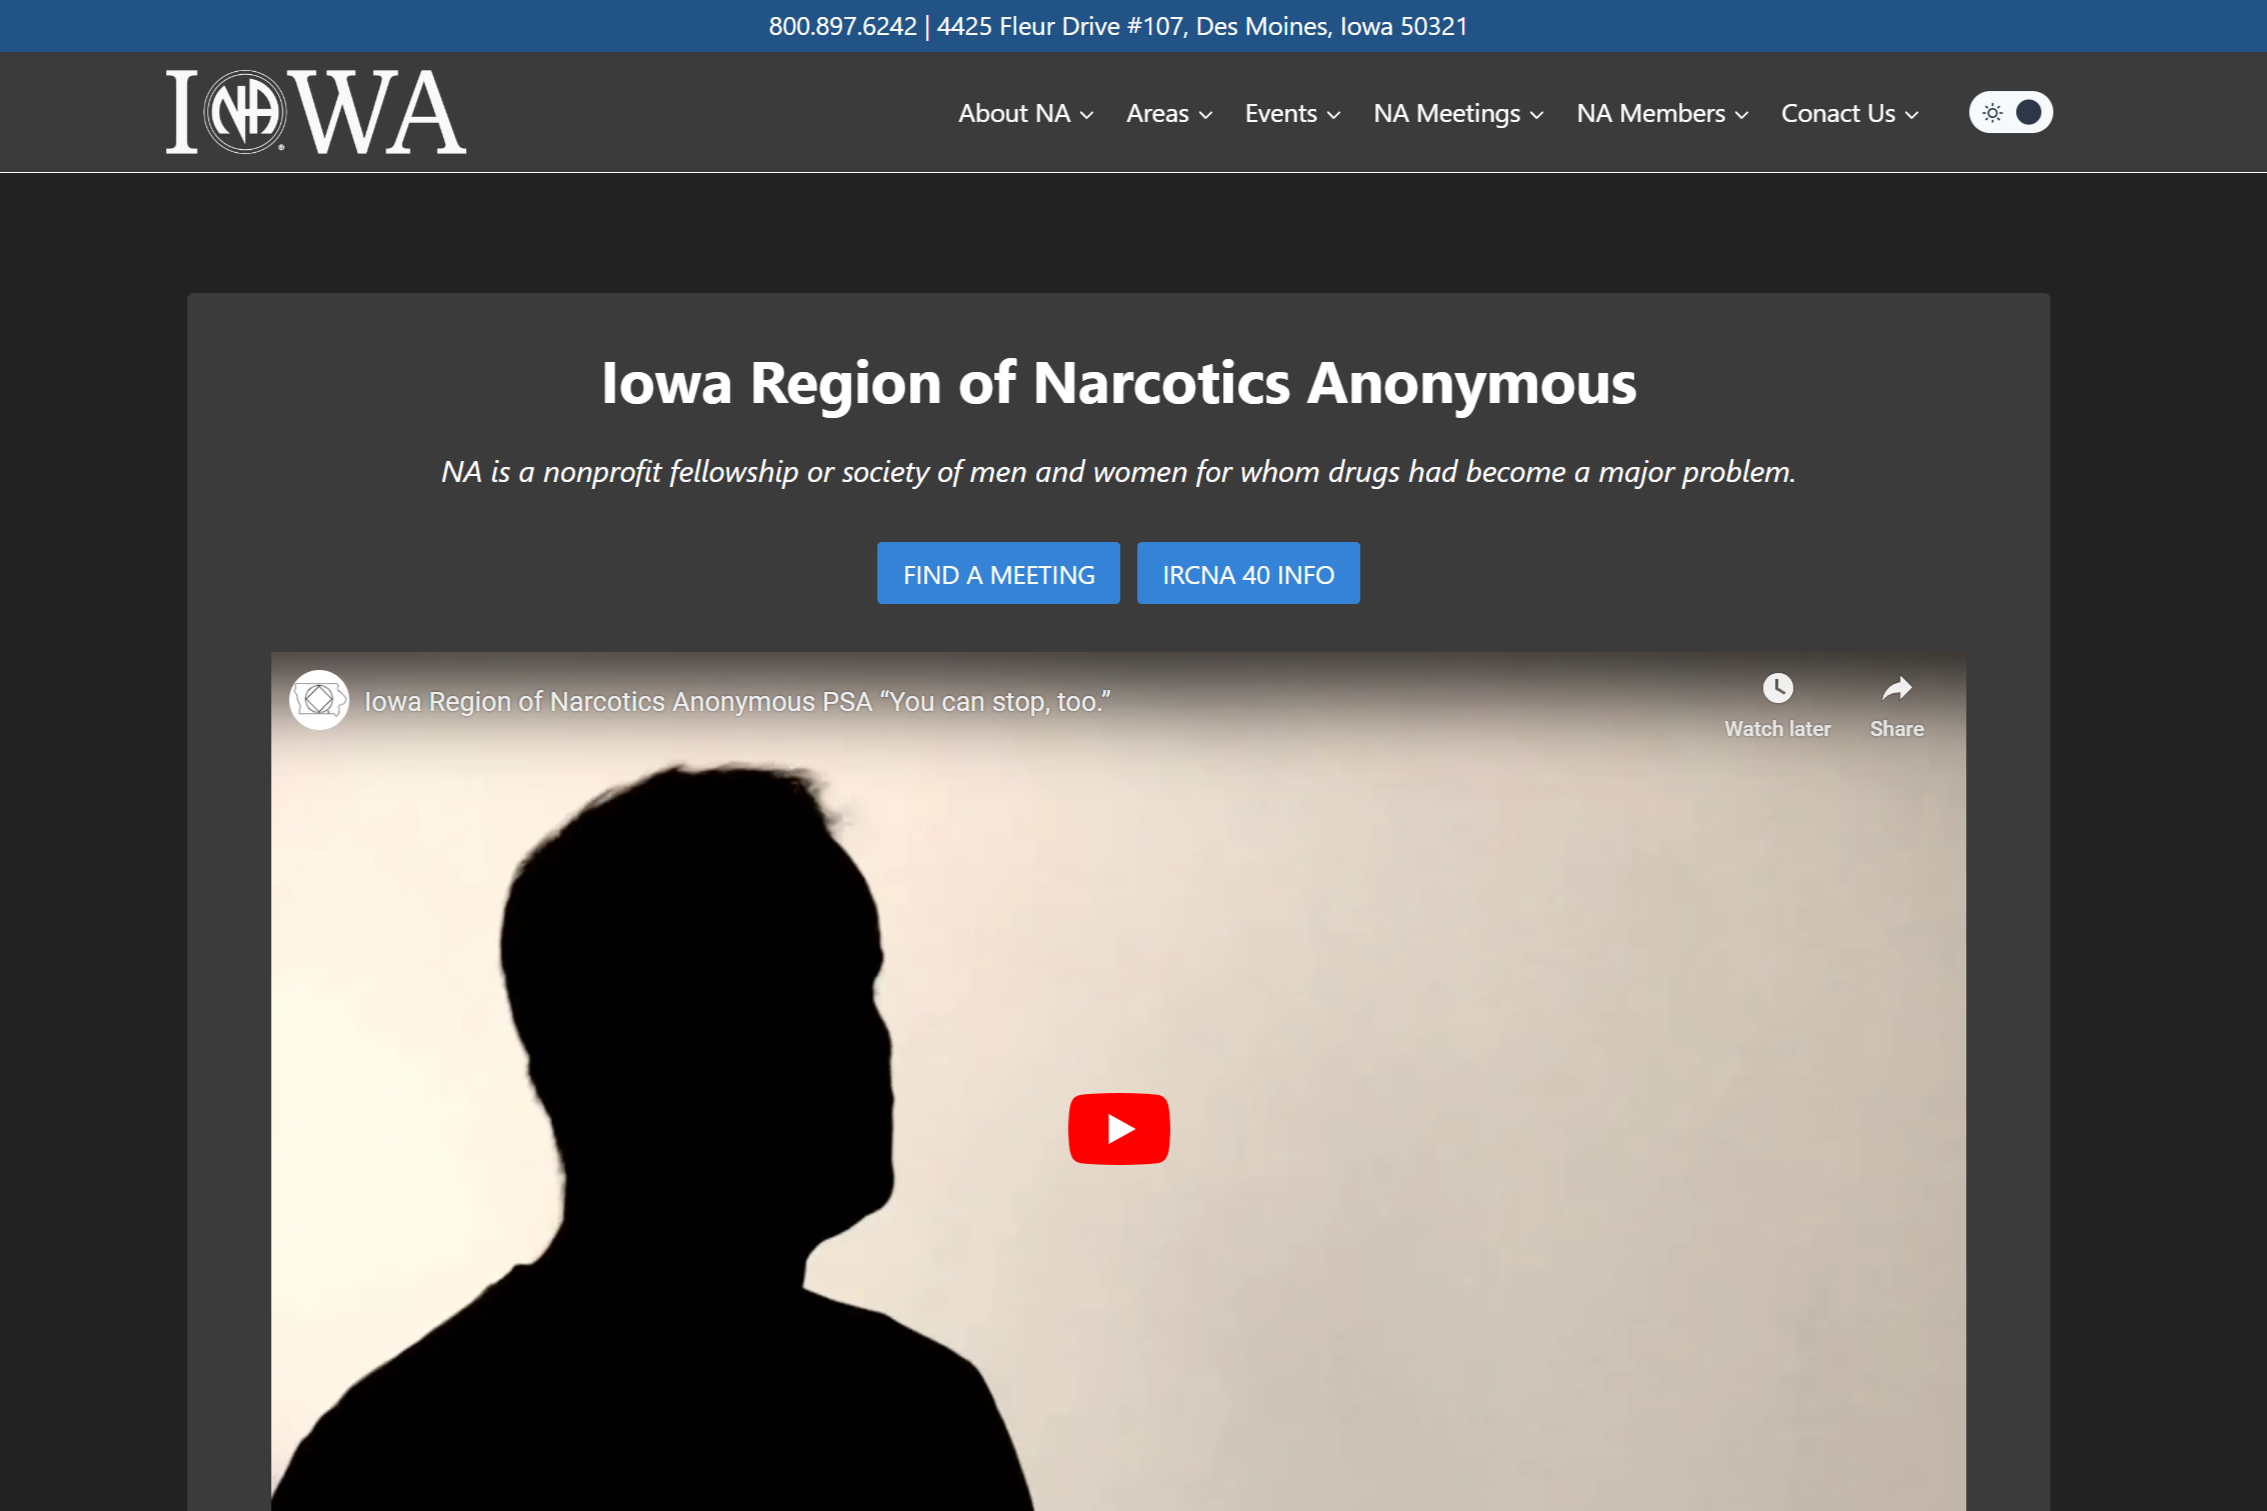 800.897.6242 | 4425 Fleur Drive #107, Des Moines, Iowa 50321
IOWA
NA
About NA
Areas
Events
NA Meetings
NA Members
Conact Us
Iowa Region of Narcotics Anonymous
NA is a nonprofit fellowship or society of men and women for whom drugs had become a major problem.
FIND A MEETING
IRCNA 40 INFO
Iowa Region of Narcotics Anonymous PSA “You can stop, too.”
Watch later
Share